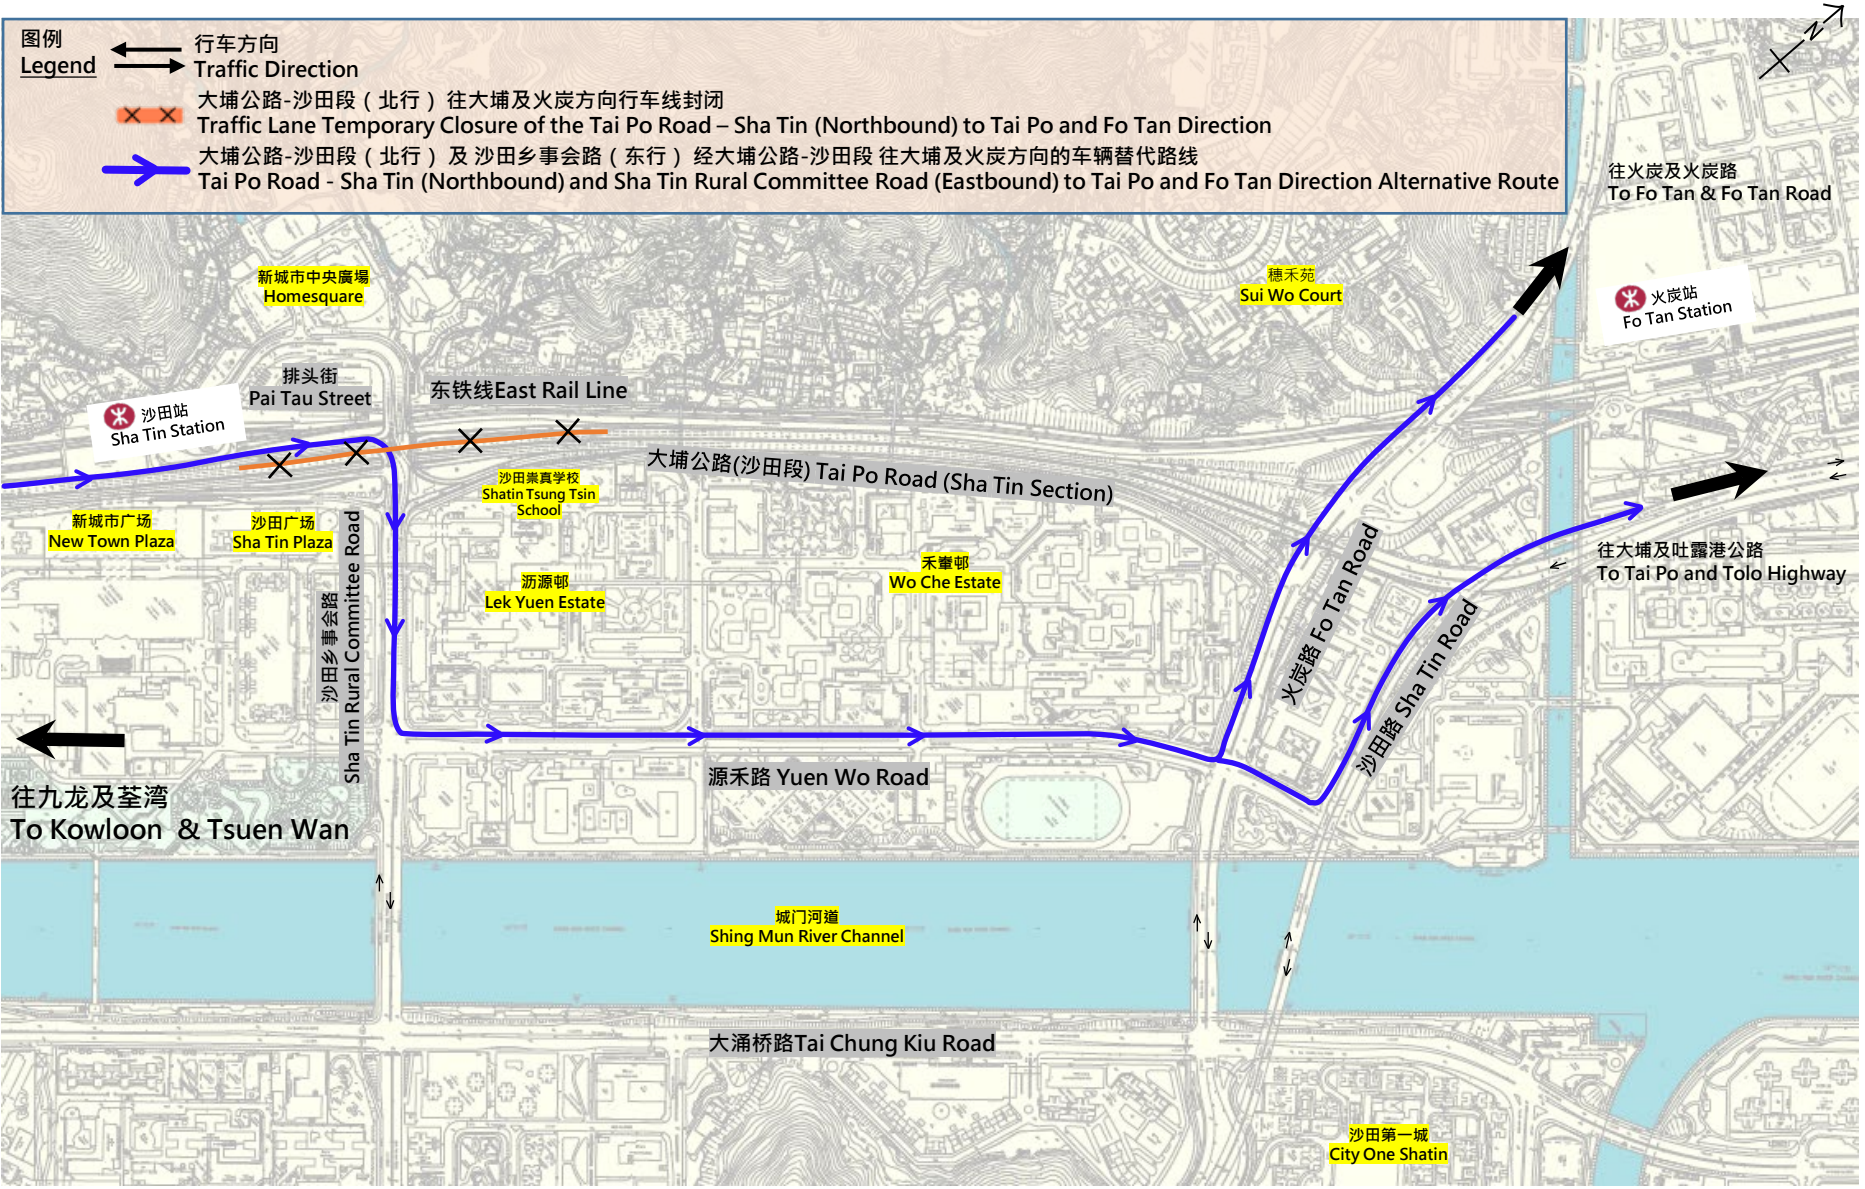 图例
Legend
行车方向
Traffic Direction
大埔公路-沙田段（北行） 往大埔及火炭方向行车线封闭
Traffic Lane Temporary Closure of the Tai Po Road – Sha Tin (Northbound) to Tai Po and Fo Tan Direction
大埔公路-沙田段（北行） 及 沙田乡事会路（东行） 经大埔公路-沙田段 往大埔及火炭方向的车辆替代路线
Tai Po Road - Sha Tin (Northbound) and Sha Tin Rural Committee Road (Eastbound) to Tai Po and Fo Tan Direction Alternative Route
N
往火炭及火炭路
To Fo Tan & Fo Tan Road
新城市中央廣場
Homesquare
穗禾苑
Sui Wo Court
火炭站
Fo Tan Station
排头街
Pai Tau Street
东铁线East Rail Line
沙田站
Sha Tin Station
大埔公路(沙田段) Tai Po Road (Sha Tin Section)
沙田崇真学校
Shatin Tsung Tsin
School
新城市广场
New Town Plaza
沙田广场
Sha Tin Plaza
沙田乡事会路
Sha Tin Rural Committee Road
沥源邨
Lek Yuen Estate
禾輋邨
Wo Che Estate
火炭路 Fo Tan Road
沙田路 Sha Tin Road
往大埔及吐露港公路
To Tai Po and Tolo Highway
源禾路 Yuen Wo Road
往九龙及荃湾
To Kowloon & Tsuen Wan
城门河道
Shing Mun River Channel
大涌桥路Tai Chung Kiu Road
沙田第一城
City One Shatin